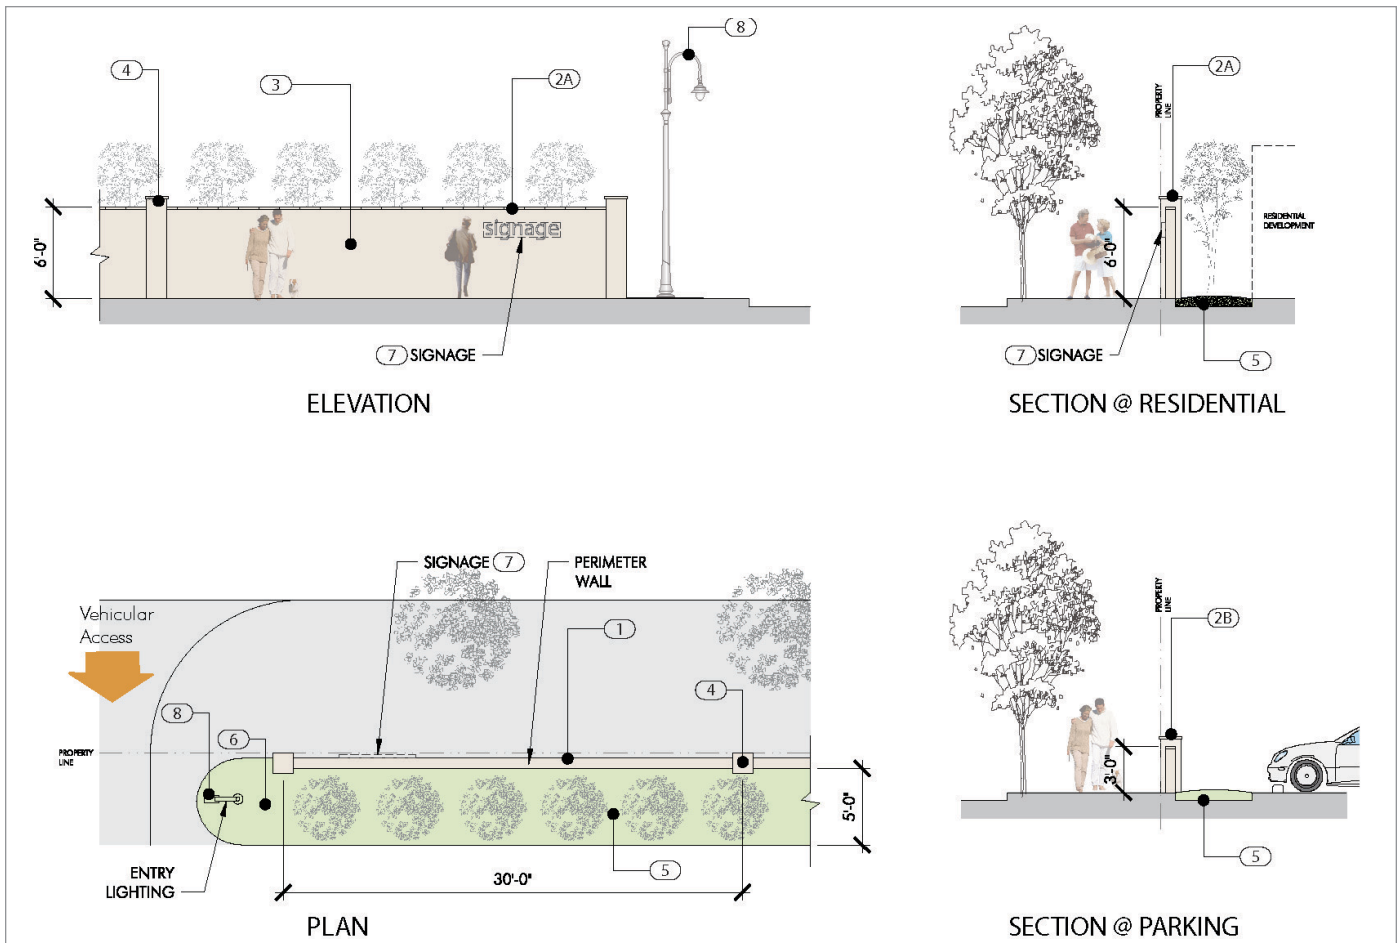 8
4
3
2A
signage
6'-0"
7 SIGNAGE
ELEVATION
2A
PROPERTY
LINE
RESIDENTIAL
DEVELOPMENT
6'-0"
7 SIGNAGE
5
SECTION @ RESIDENTIAL
SIGNAGE 7
PERIMETER
WALL
Vehicular
Access
1
4
8
6
PROPERTY
LINE
5'-0"
ENTRY
LIGHTING
5
30'-0"
PLAN
PROPERTY
LINE
2B
3'-0"
5
SECTION @ PARKING